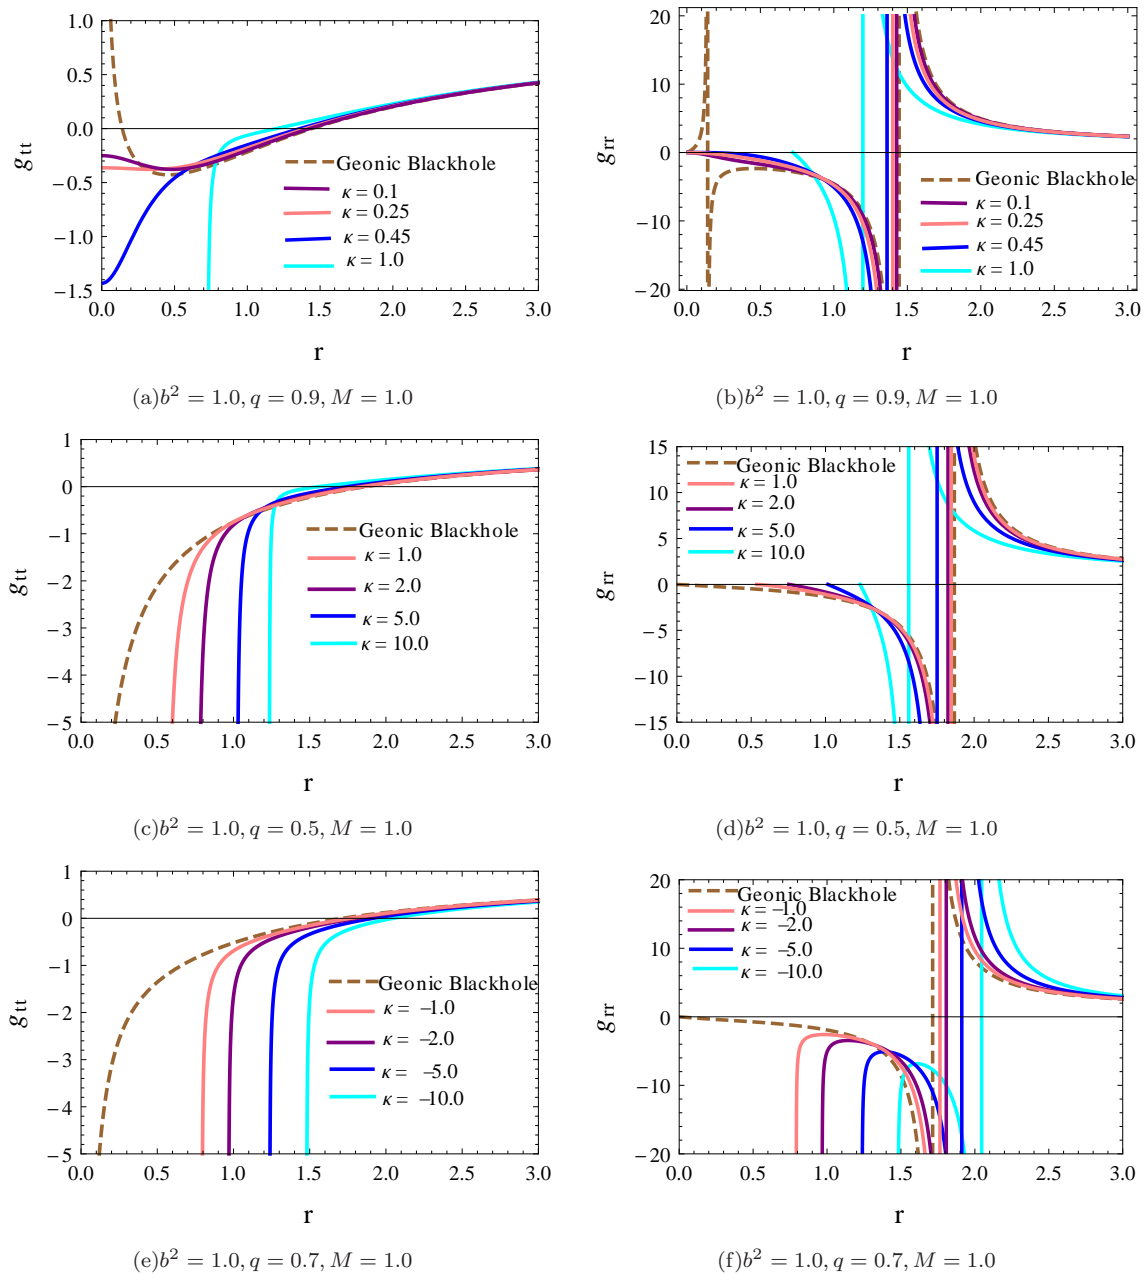 1.0
0.5
0.0
−0.5
−1.0
−1.5
g tt
Geonic Blackhole
κ = 0.1
κ = 0.25
κ = 0.45
κ = 1.0
0.0 0.5 1.0 1.5 2.0 2.5 3.0
r
(a)b² = 1.0, q = 0.9, M = 1.0
20
10
0
−10
−20
g rr
Geonic Blackhole
κ = 0.1
κ = 0.25
κ = 0.45
κ = 1.0
0.0 0.5 1.0 1.5 2.0 2.5 3.0
r
(b)b² = 1.0, q = 0.9, M = 1.0
1
0
−1
−2
−3
−4
−5
g tt
Geonic Blackhole
κ = 1.0
κ = 2.0
κ = 5.0
κ = 10.0
0.0 0.5 1.0 1.5 2.0 2.5 3.0
r
(c)b² = 1.0, q = 0.5, M = 1.0
15
10
5
0
−5
−10
−15
g rr
Geonic Blackhole
κ = 1.0
κ = 2.0
κ = 5.0
κ = 10.0
0.0 0.5 1.0 1.5 2.0 2.5 3.0
r
(d)b² = 1.0, q = 0.5, M = 1.0
1
0
−1
−2
−3
−4
−5
g tt
Geonic Blackhole
κ = −1.0
κ = −2.0
κ = −5.0
κ = −10.0
0.0 0.5 1.0 1.5 2.0 2.5 3.0
r
(e)b² = 1.0, q = 0.7, M = 1.0
20
10
0
−10
−20
g rr
Geonic Blackhole
κ = −1.0
κ = −2.0
κ = −5.0
κ = −10.0
0.0 0.5 1.0 1.5 2.0 2.5 3.0
r
(f)b² = 1.0, q = 0.7, M = 1.0